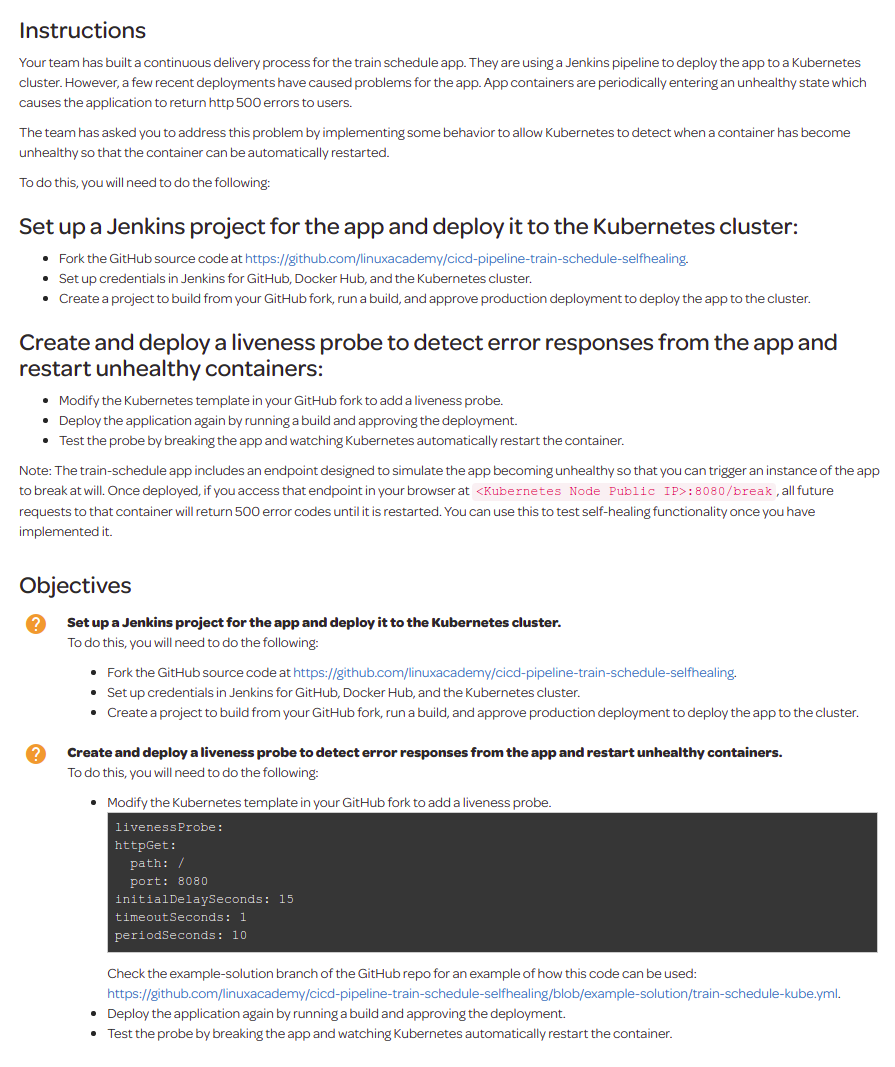 Instructions
Your team has built a continuous delivery process for the train schedule app. They are using a Jenkins pipeline to deploy the app to a Kubernetes
cluster. However, a few recent deployments have caused problems for the app. App containers are periodically entering an unhealthy state which
causes the application to return http 500 errors to users.
The team has asked you to address this problem by implementing some behavior to allow Kubernetes to detect when a container has become
unhealthy so that the container can be automatically restarted.
To do this, you will need to do the following:
Set up a Jenkins project for the app and deploy it to the Kubernetes cluster:
• Fork the GitHub source code at https://github.com/linuxacademy/cicd-pipeline-train-schedule-selfhealing.
• Set up credentials in Jenkins for GitHub, Docker Hub, and the Kubernetes cluster.
• Create a project to build from your GitHub fork, run a build, and approve production deployment to deploy the app to the cluster.
Create and deploy a liveness probe to detect error responses from the app and
restart unhealthy containers:
• Modify the Kubernetes template in your GitHub fork to add a liveness probe.
• Deploy the application again by running a build and approving the deployment.
• Test the probe by breaking the app and watching Kubernetes automatically restart the container.
Note: The train-schedule app includes an endpoint designed to simulate the app becoming unhealthy so that you can trigger an instance of the app
to break at will. Once deployed, if you access that endpoint in your browser at <Kubernetes Node Public IP>:8080/break , all future
requests to that container will return 500 error codes until it is restarted. You can use this to test self-healing functionality once you have
implemented it.
Objectives
? Set up a Jenkins project for the app and deploy it to the Kubernetes cluster.
To do this, you will need to do the following:
• Fork the GitHub source code at https://github.com/linuxacademy/cicd-pipeline-train-schedule-selfhealing.
• Set up credentials in Jenkins for GitHub, Docker Hub, and the Kubernetes cluster.
• Create a project to build from your GitHub fork, run a build, and approve production deployment to deploy the app to the cluster.
? Create and deploy a liveness probe to detect error responses from the app and restart unhealthy containers.
To do this, you will need to do the following:
• Modify the Kubernetes template in your GitHub fork to add a liveness probe.
livenessProbe:
httpGet:
  path: /
  port: 8080
initialDelaySeconds: 15
timeoutSeconds: 1
periodSeconds: 10
Check the example-solution branch of the GitHub repo for an example of how this code can be used:
https://github.com/linuxacademy/cicd-pipeline-train-schedule-selfhealing/blob/example-solution/train-schedule-kube.yml.
• Deploy the application again by running a build and approving the deployment.
• Test the probe by breaking the app and watching Kubernetes automatically restart the container.